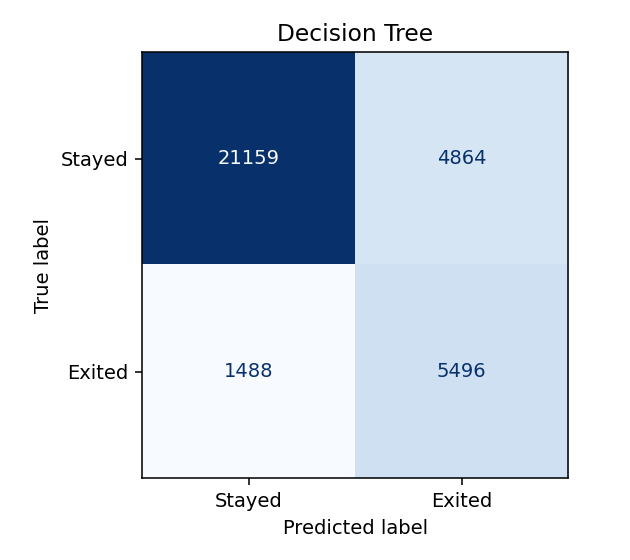 Decision Tree
Stayed
21159
4864
True label
Exited
1488
5496
Stayed
Exited
Predicted label